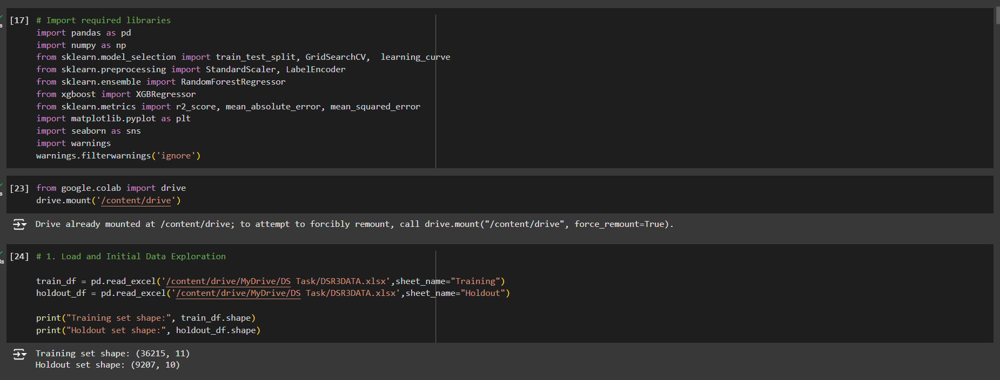 [17] # Import required libraries
import pandas as pd
import numpy as np
from sklearn.model_selection import train_test_split, GridSearchCV,  learning_curve
from sklearn.preprocessing import StandardScaler, LabelEncoder
from sklearn.ensemble import RandomForestRegressor
from xgboost import XGBRegressor
from sklearn.metrics import r2_score, mean_absolute_error, mean_squared_error
import matplotlib.pyplot as plt
import seaborn as sns
import warnings
warnings.filterwarnings('ignore')
[23] from google.colab import drive
drive.mount('/content/drive')
Drive already mounted at /content/drive; to attempt to forcibly remount, call drive.mount("/content/drive", force_remount=True).
[24] # 1. Load and Initial Data Exploration
train_df = pd.read_excel('/content/drive/MyDrive/DS Task/DSR3DATA.xlsx',sheet_name="Training")
holdout_df = pd.read_excel('/content/drive/MyDrive/DS Task/DSR3DATA.xlsx',sheet_name="Holdout")
print("Training set shape:", train_df.shape)
print("Holdout set shape:", holdout_df.shape)
Training set shape: (36215, 11)
Holdout set shape: (9207, 10)